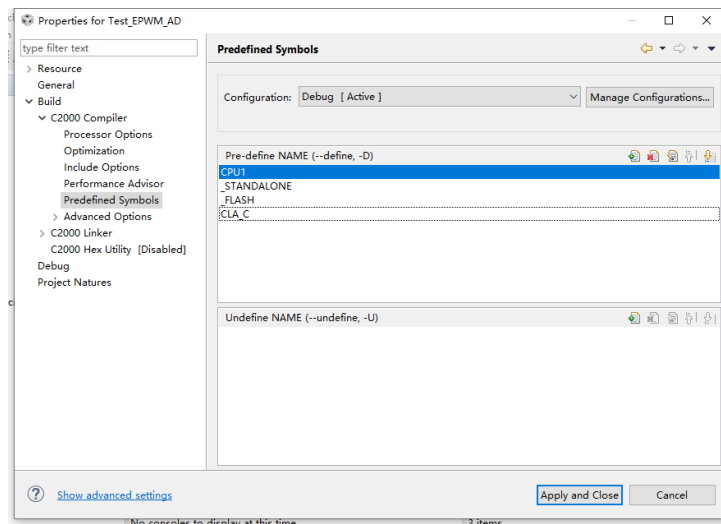 Properties for Test_EPWM_AD
type filter text
Resource
General
Build
C2000 Compiler
Processor Options
Optimization
Include Options
Performance Advisor
Predefined Symbols
Advanced Options
C2000 Linker
C2000 Hex Utility [Disabled]
Debug
Project Natures
Predefined Symbols
Configuration: Debug [ Active ]
Manage Configurations...
Pre-define NAME (--define, -D)
CPU1
_STANDALONE
_FLASH
CLA_C
Undefine NAME (--undefine, -U)
Show advanced settings
Apply and Close
Cancel
No consoles to display at this time.
3 items